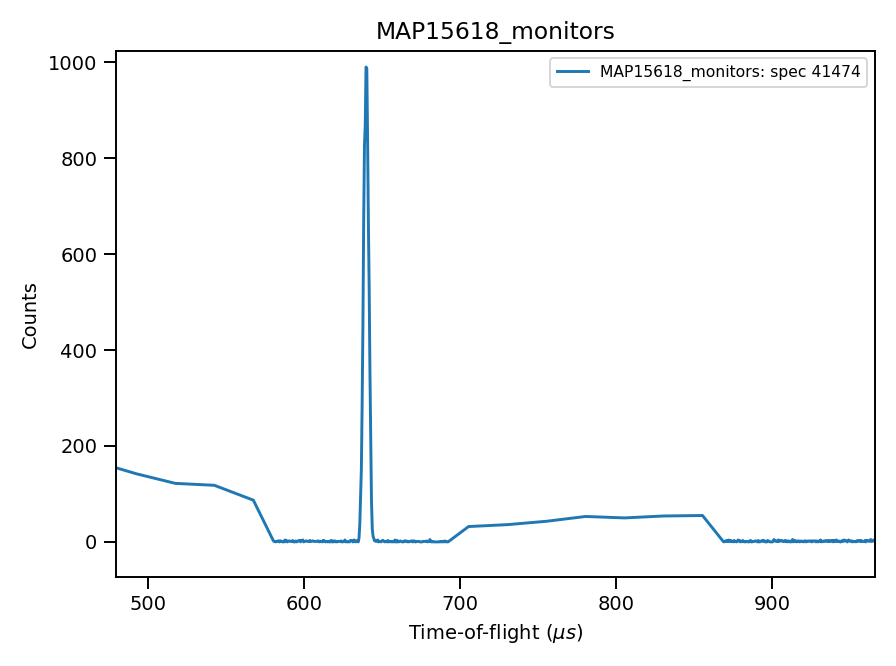 MAP15618_monitors
MAP15618_monitors: spec 41474
1000
800
600
400
200
0
Counts
500 600 700 800 900
Time-of-flight (μs)